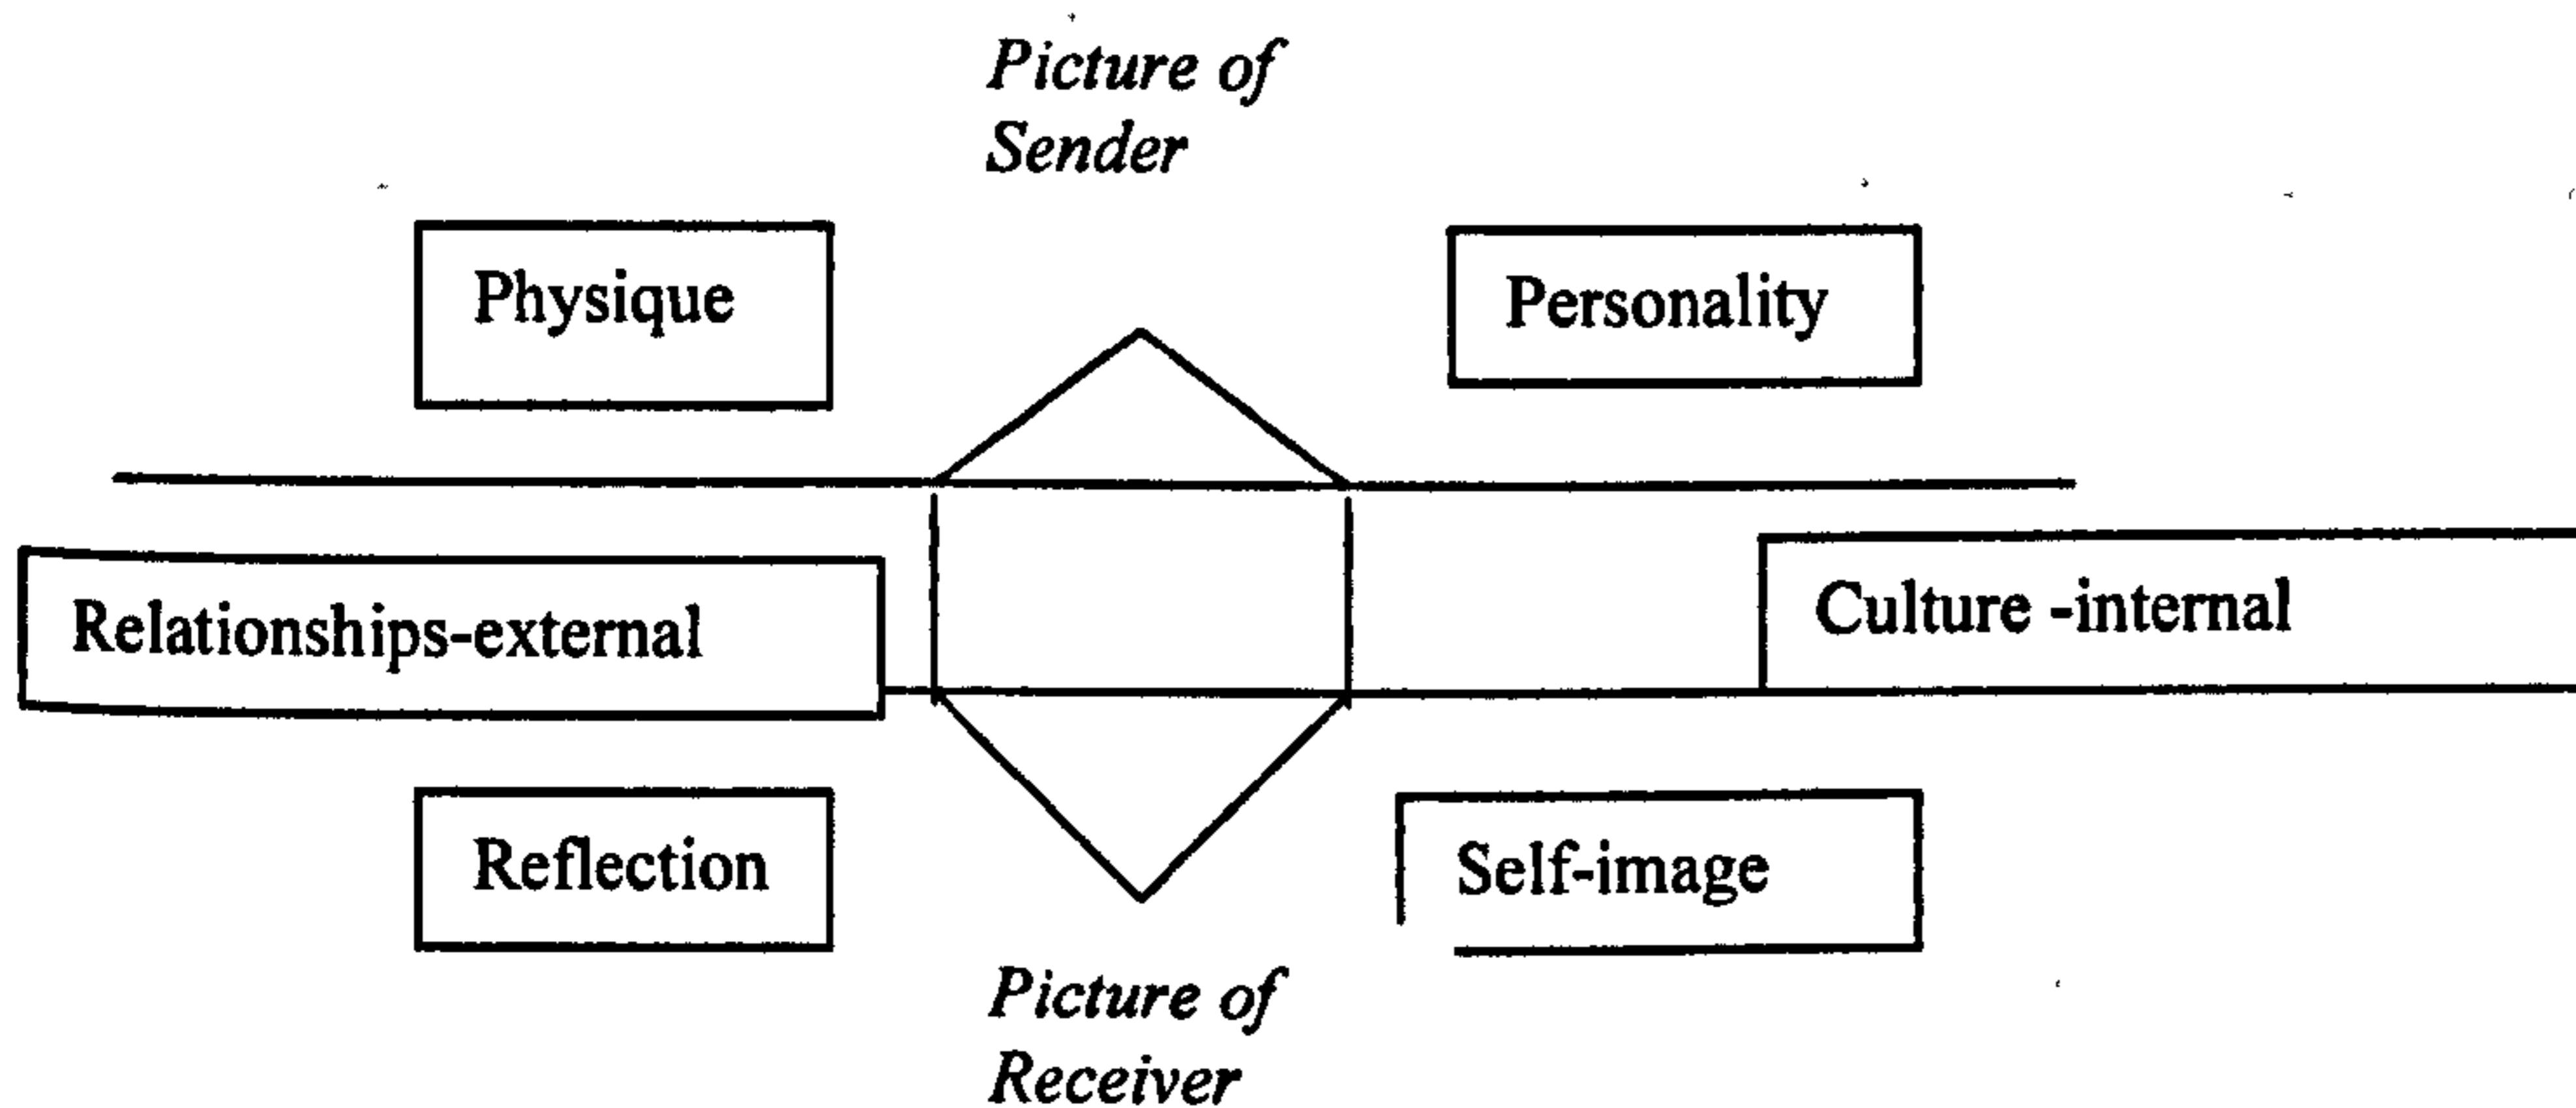 Picture of
Sender
Physique
Personality
Relationships-external
Culture -internal
Reflection
Self-image
Picture of
Receiver